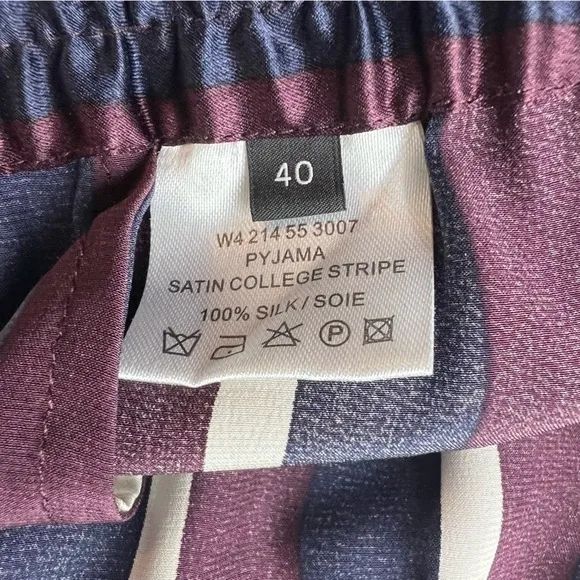 40
W4 214 55 3007
PYJAMA
SATIN COLLEGE STRIPE
100% SILK / SOIE
P